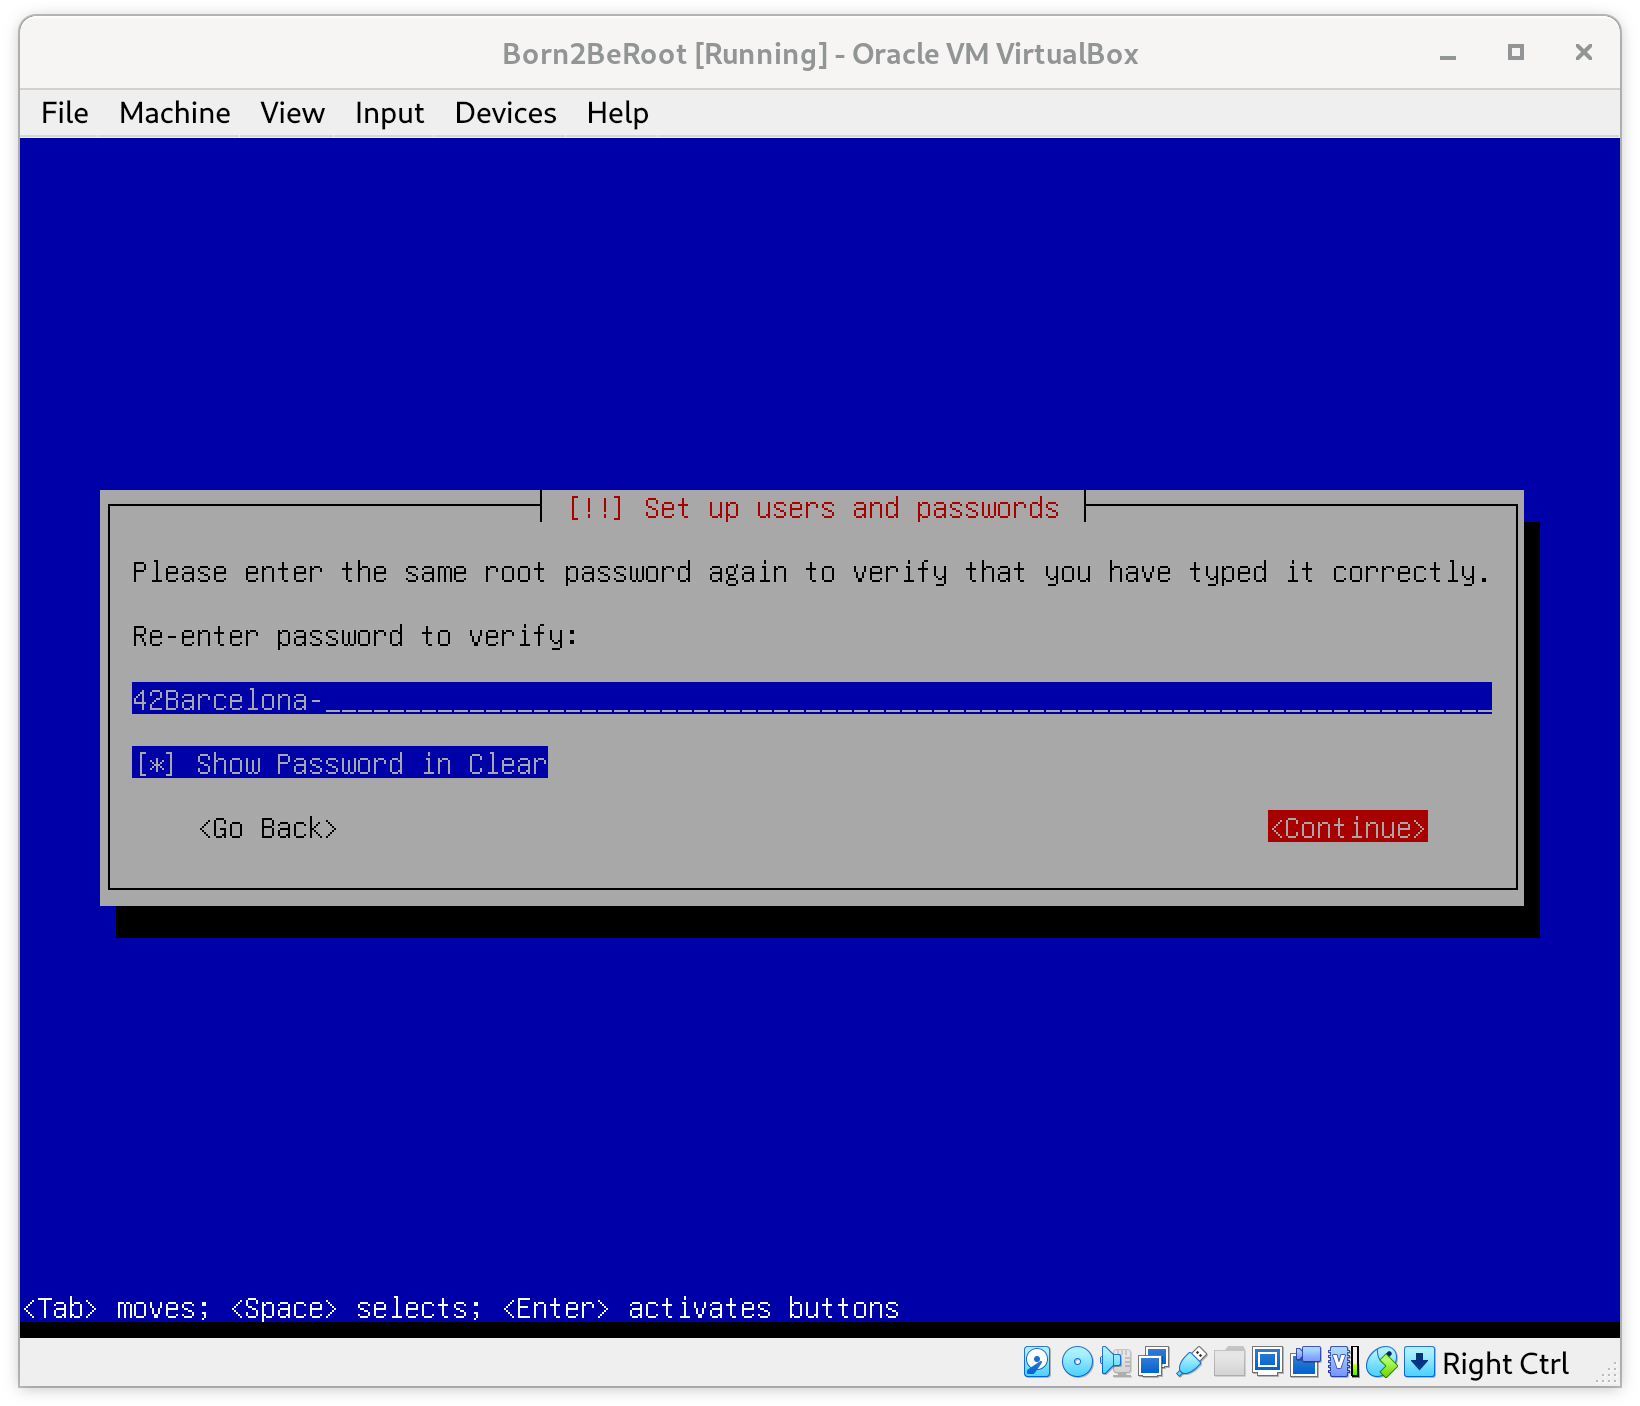 Born2BeRoot [Running] - Oracle VM VirtualBox
File Machine View Input Devices Help
[!!] Set up users and passwords
Please enter the same root password again to verify that you have typed it correctly.
Re-enter password to verify:
42Barcelona-_________________________________________________________________________
[*] Show Password in Clear
<Go Back> <Continue>
<Tab> moves; <Space> selects; <Enter> activates buttons
Right Ctrl